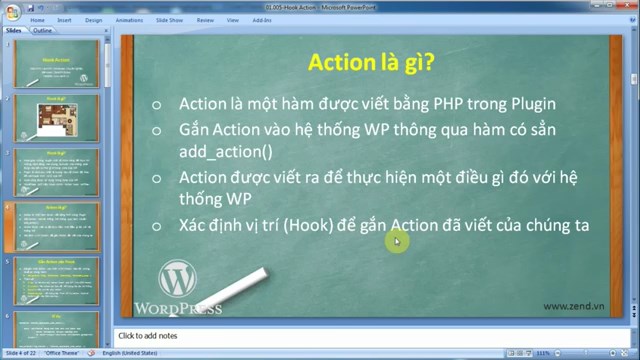 01.005-Hook Action - Microsoft PowerPoint
Home Insert Design Animations Slide Show Review View Add-Ins
Slides Outline
Hook Action
Action là gì?
o Action là một hàm được viết bằng PHP trong Plugin
o Gắn Action vào hệ thống WP thông qua hàm có sẳn
add_action()
o Action được viết ra để thực hiện một điều gì đó với hệ
thống WP
o Xác định vị trí (Hook) để gắn Action đã viết của chúng ta
WORDPRESS
www.zend.vn
Click to add notes
Slide 4 of 22 "Office Theme" English (United States) 111%